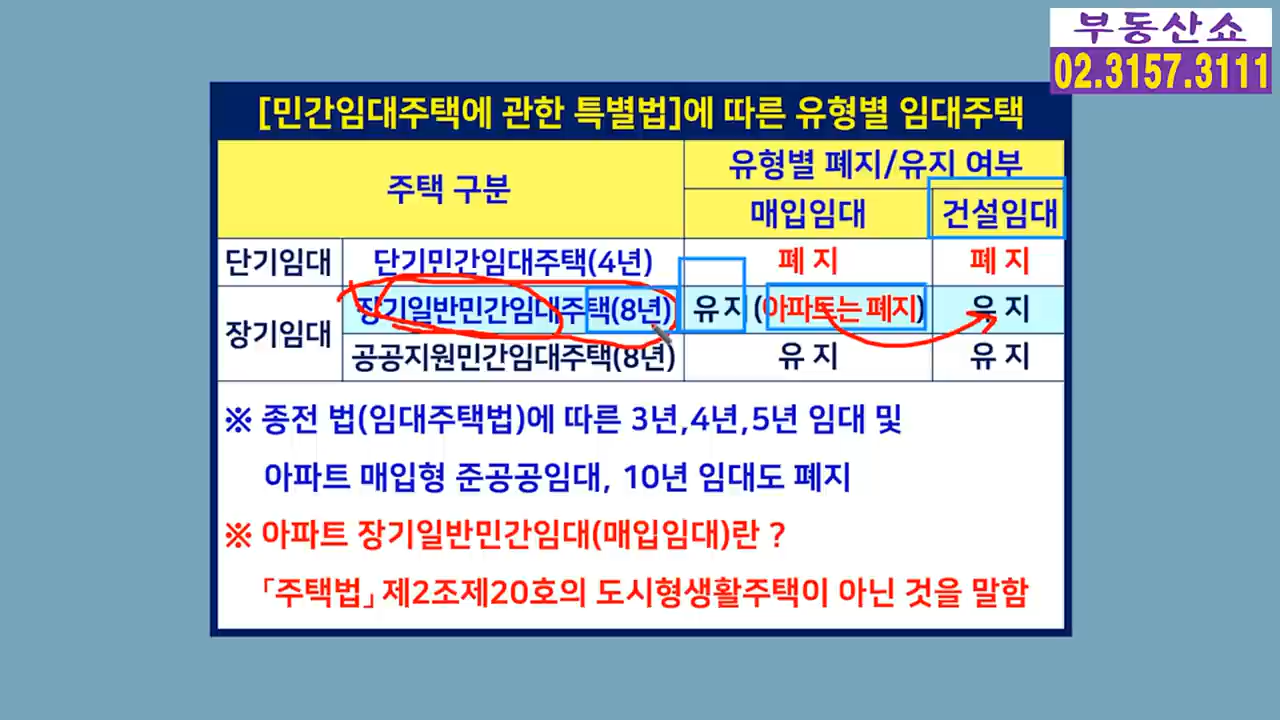 부동산쇼
02.3157.3111
[민간임대주택에 관한 특별법]에 따른 유형별 임대주택
주택 구분
유형별 폐지/유지 여부
매입임대 건설임대
단기임대 단기민간임대주택(4년) 폐 지 폐 지
장기임대
장기일반민간임대주택(8년) 유 지 (아파트는 폐지) 유 지
공공지원민간임대주택(8년) 유 지 유 지
※ 종전 법(임대주택법)에 따른 3년,4년,5년 임대 및
아파트 매입형 준공공임대, 10년 임대도 폐지
※ 아파트 장기일반민간임대(매입임대)란 ?
「주택법」 제2조제20호의 도시형생활주택이 아닌 것을 말함